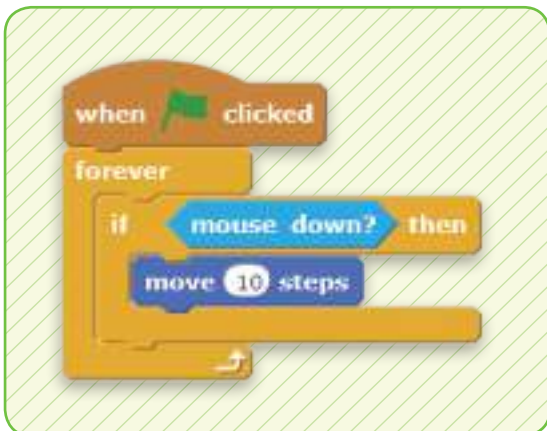 when clicked
forever
if mouse down? then
move 10 steps